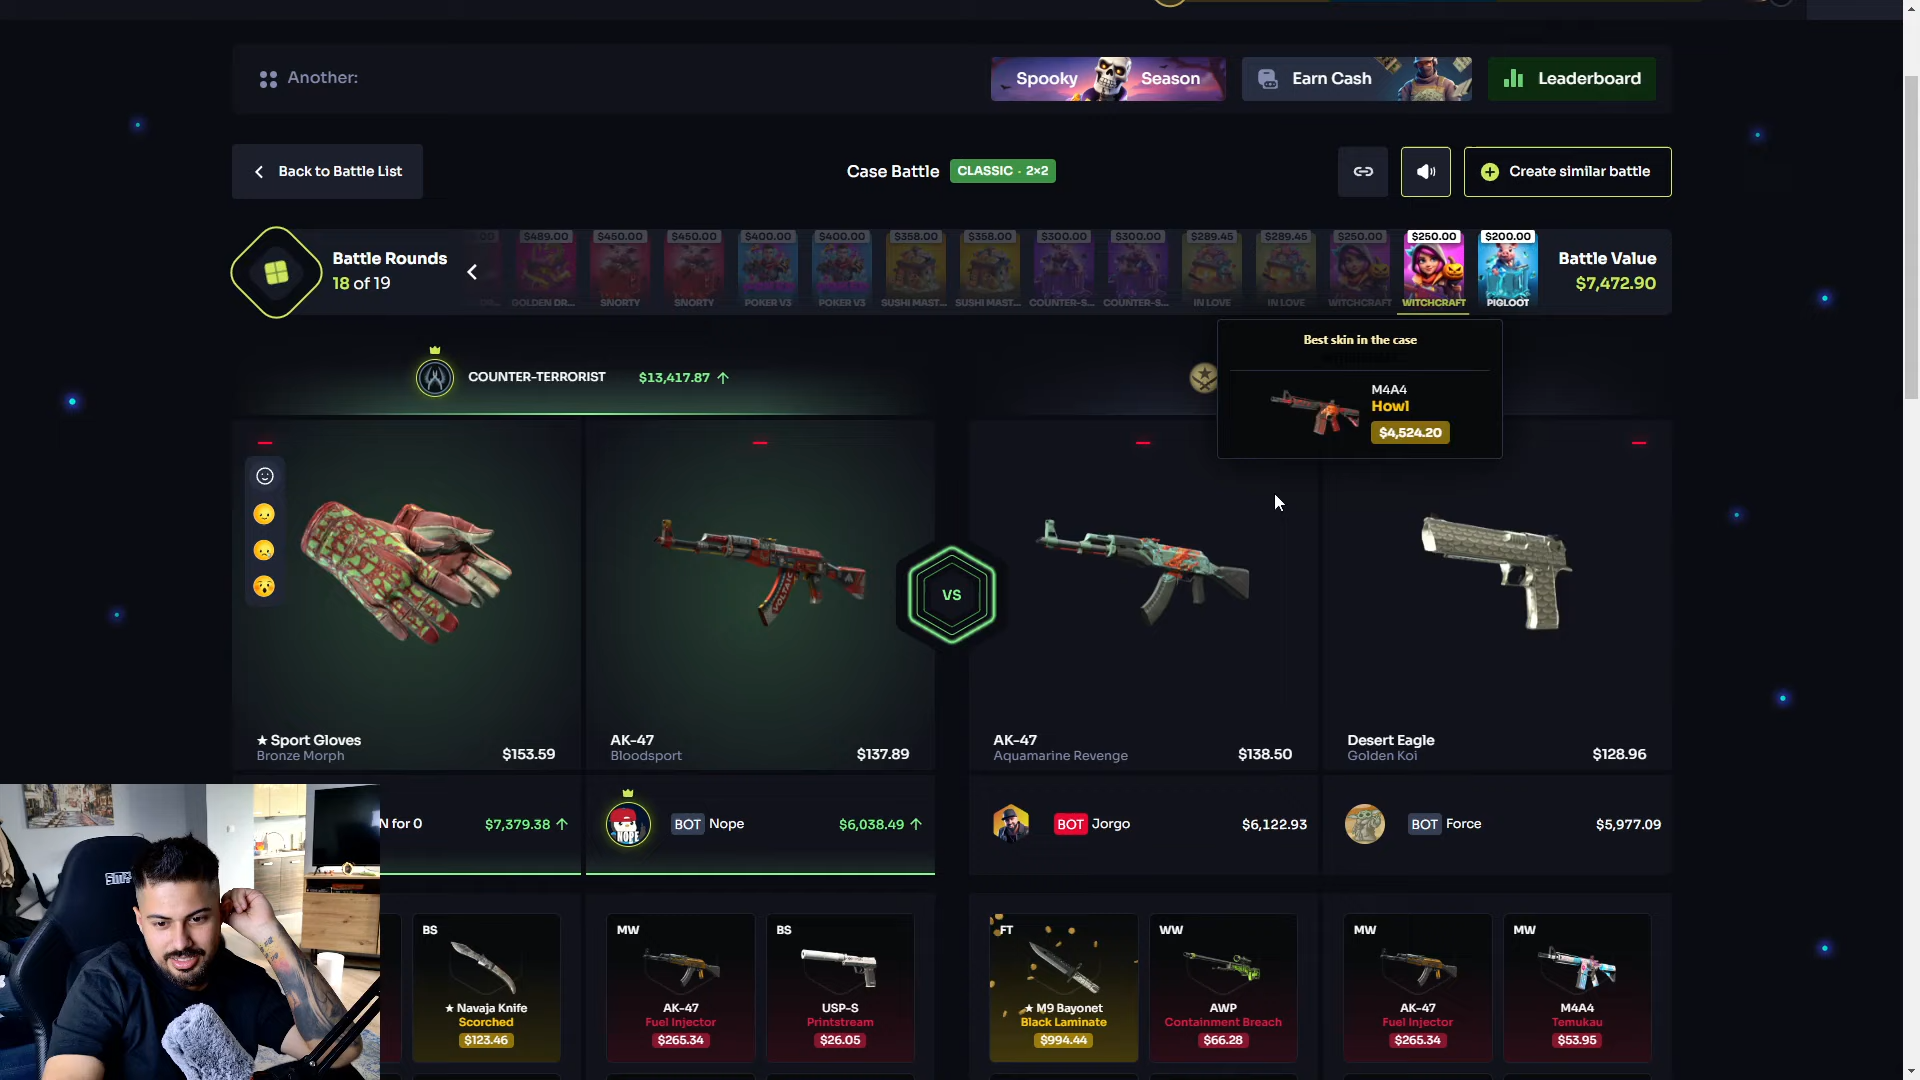 Another:
Spooky Season
Earn Cash
Leaderboard
Back to Battle List
Case Battle CLASSIC · 2×2
Create similar battle
Battle Rounds
18 of 19
$489.00
GOLDEN DR...
$450.00
SNORTY
$450.00
SNORTY
$400.00
POKER V3
$400.00
POKER V3
$358.00
SUSHI MAST...
$358.00
SUSHI MAST...
$300.00
COUNTER-S...
$300.00
COUNTER-S...
$289.45
IN LOVE
$289.45
IN LOVE
$250.00
WITCHCRAFT
$250.00
WITCHCRAFT
$200.00
PIGLOOT
Battle Value
$7,472.90
COUNTER-TERRORIST $13,417.87 ↑
Best skin in the case
M4A4
Howl
$4,524.20
VS
★ Sport Gloves
Bronze Morph $153.59
AK-47
Bloodsport $137.89
AK-47
Aquamarine Revenge $138.50
Desert Eagle
Golden Koi $128.96
N for 0 $7,379.38 ↑
NOPE
BOT Nope $6,038.49 ↑
BOT Jorgo $6,122.93
BOT Force $5,977.09
BS
★ Navaja Knife
Scorched
$123.46
MW
AK-47
Fuel Injector
$265.34
BS
USP-S
Printstream
$26.05
FT
★ M9 Bayonet
Black Laminate
$994.44
WW
AWP
Containment Breach
$66.28
MW
AK-47
Fuel Injector
$265.34
MW
M4A4
Temukau
$53.95